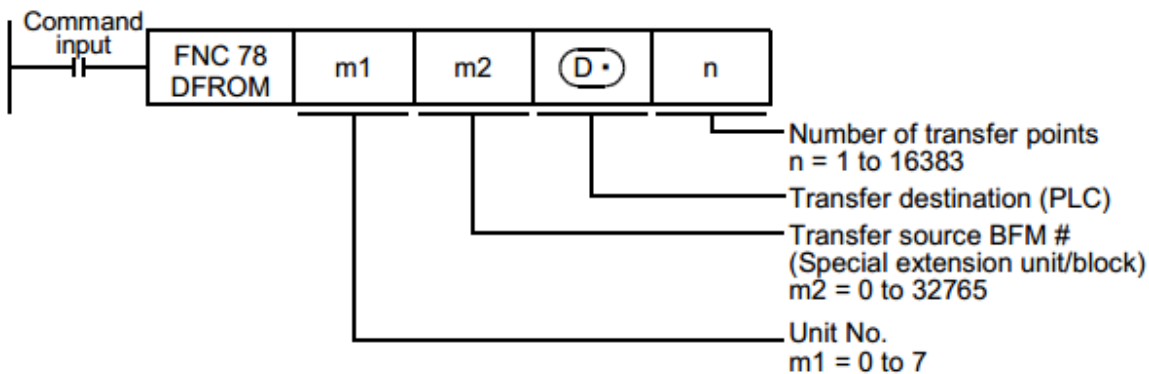 Command
input
FNC 78
DFROM
m1
m2
D •
n
Number of transfer points
n = 1 to 16383
Transfer destination (PLC)
Transfer source BFM #
(Special extension unit/block)
m2 = 0 to 32765
Unit No.
m1 = 0 to 7